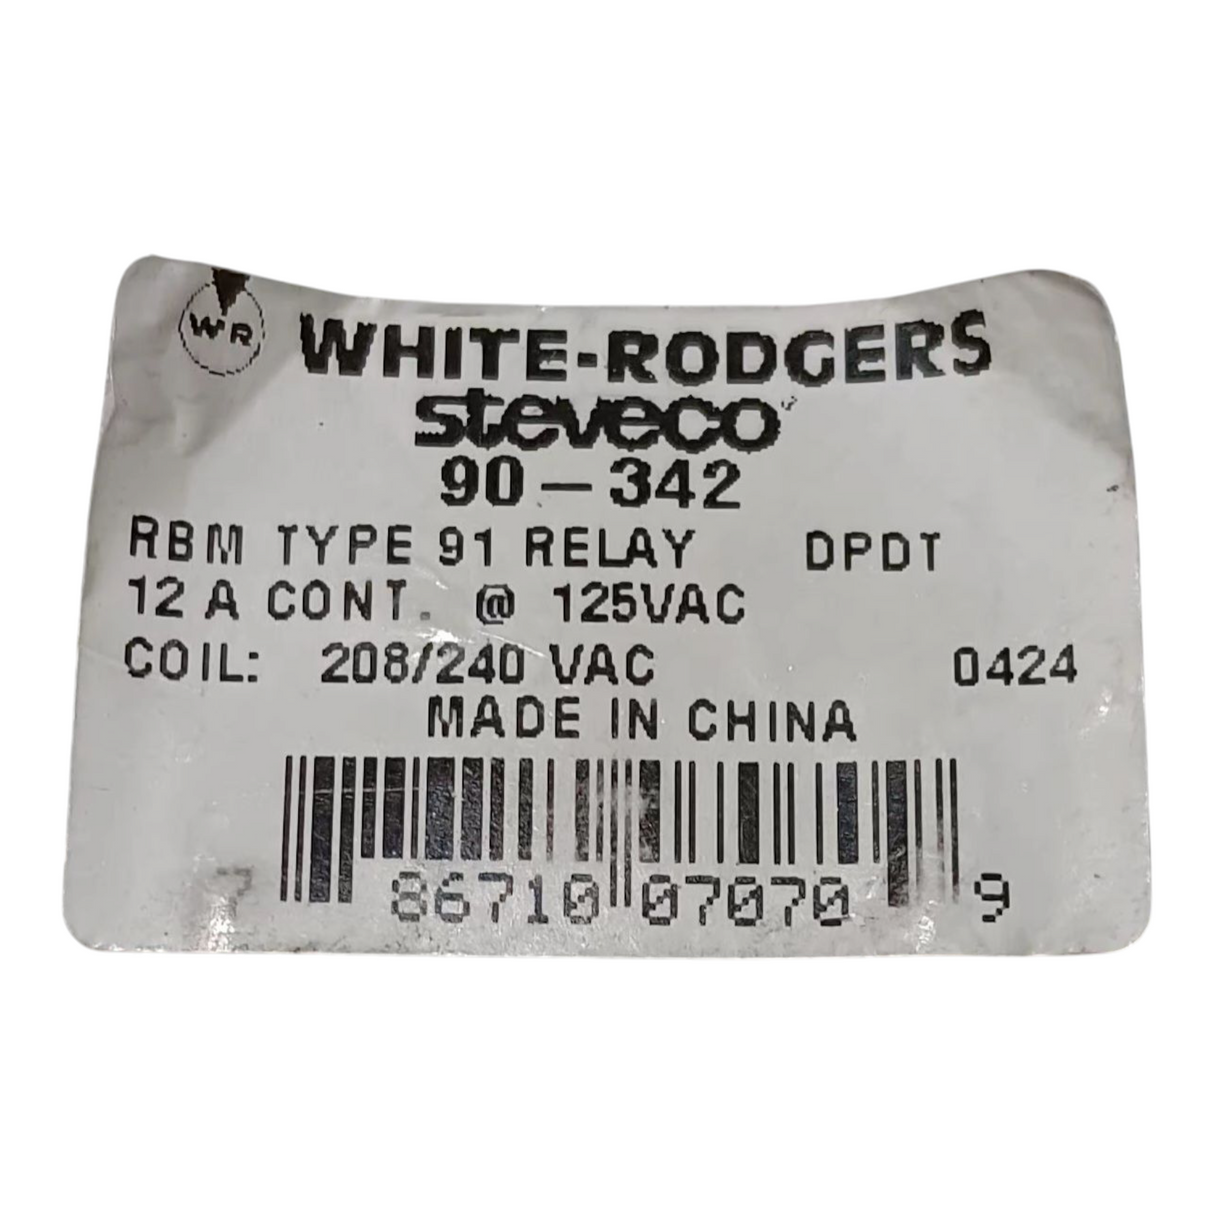 WR WHITE-RODGERS
steveco
90-342
RBM TYPE 91 RELAY DPDT
12 A CONT. @ 125VAC
COIL: 208/240 VAC 0424
MADE IN CHINA
7 86710 07070 9